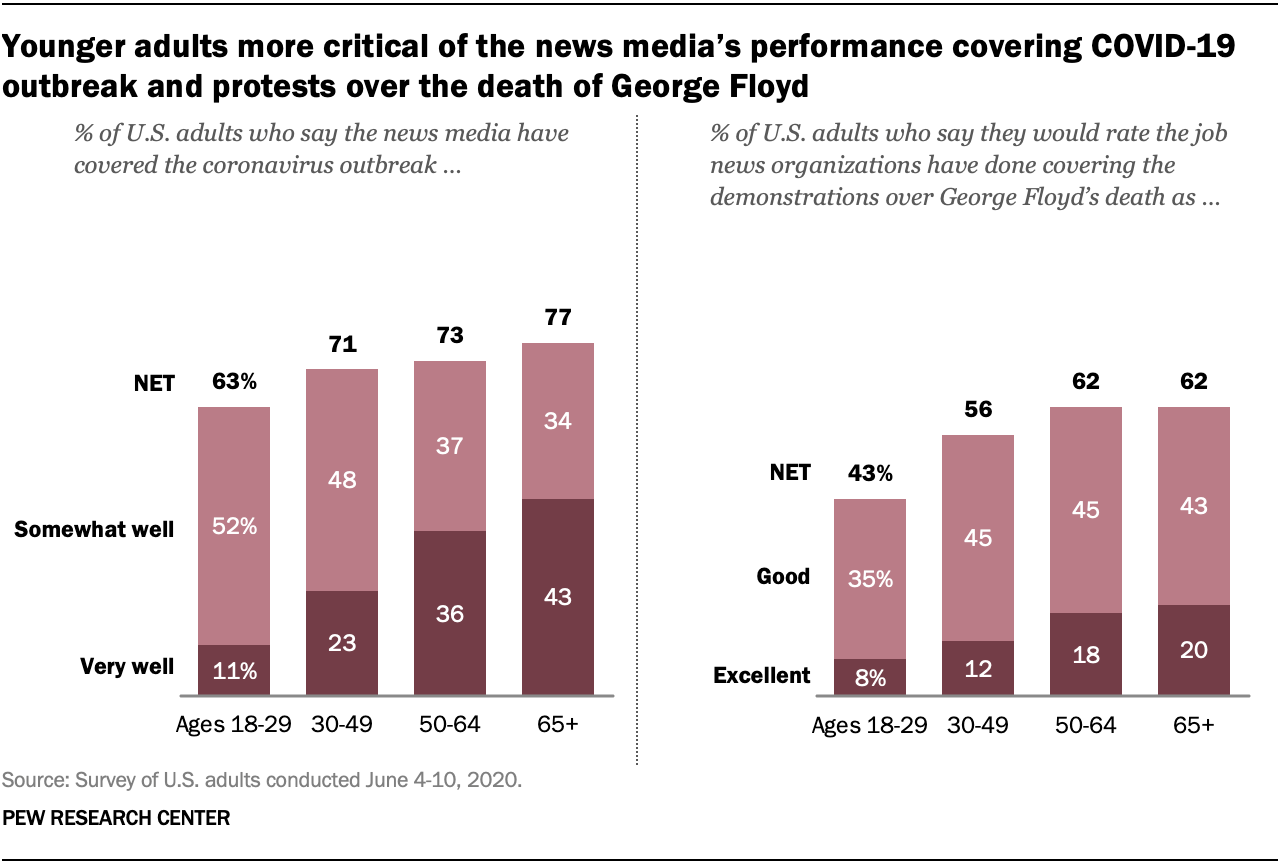 Younger adults more critical of the news media’s performance covering COVID-19
outbreak and protests over the death of George Floyd
% of U.S. adults who say the news media have
covered the coronavirus outbreak ...
NET
63%
71
73
77
Somewhat well
52%
48
37
34
Very well
11%
23
36
43
Ages 18-29
30-49
50-64
65+
% of U.S. adults who say they would rate the job
news organizations have done covering the
demonstrations over George Floyd’s death as ...
NET
43%
56
62
62
Good
35%
45
45
43
Excellent
8%
12
18
20
Ages 18-29
30-49
50-64
65+
Source: Survey of U.S. adults conducted June 4-10, 2020.
PEW RESEARCH CENTER